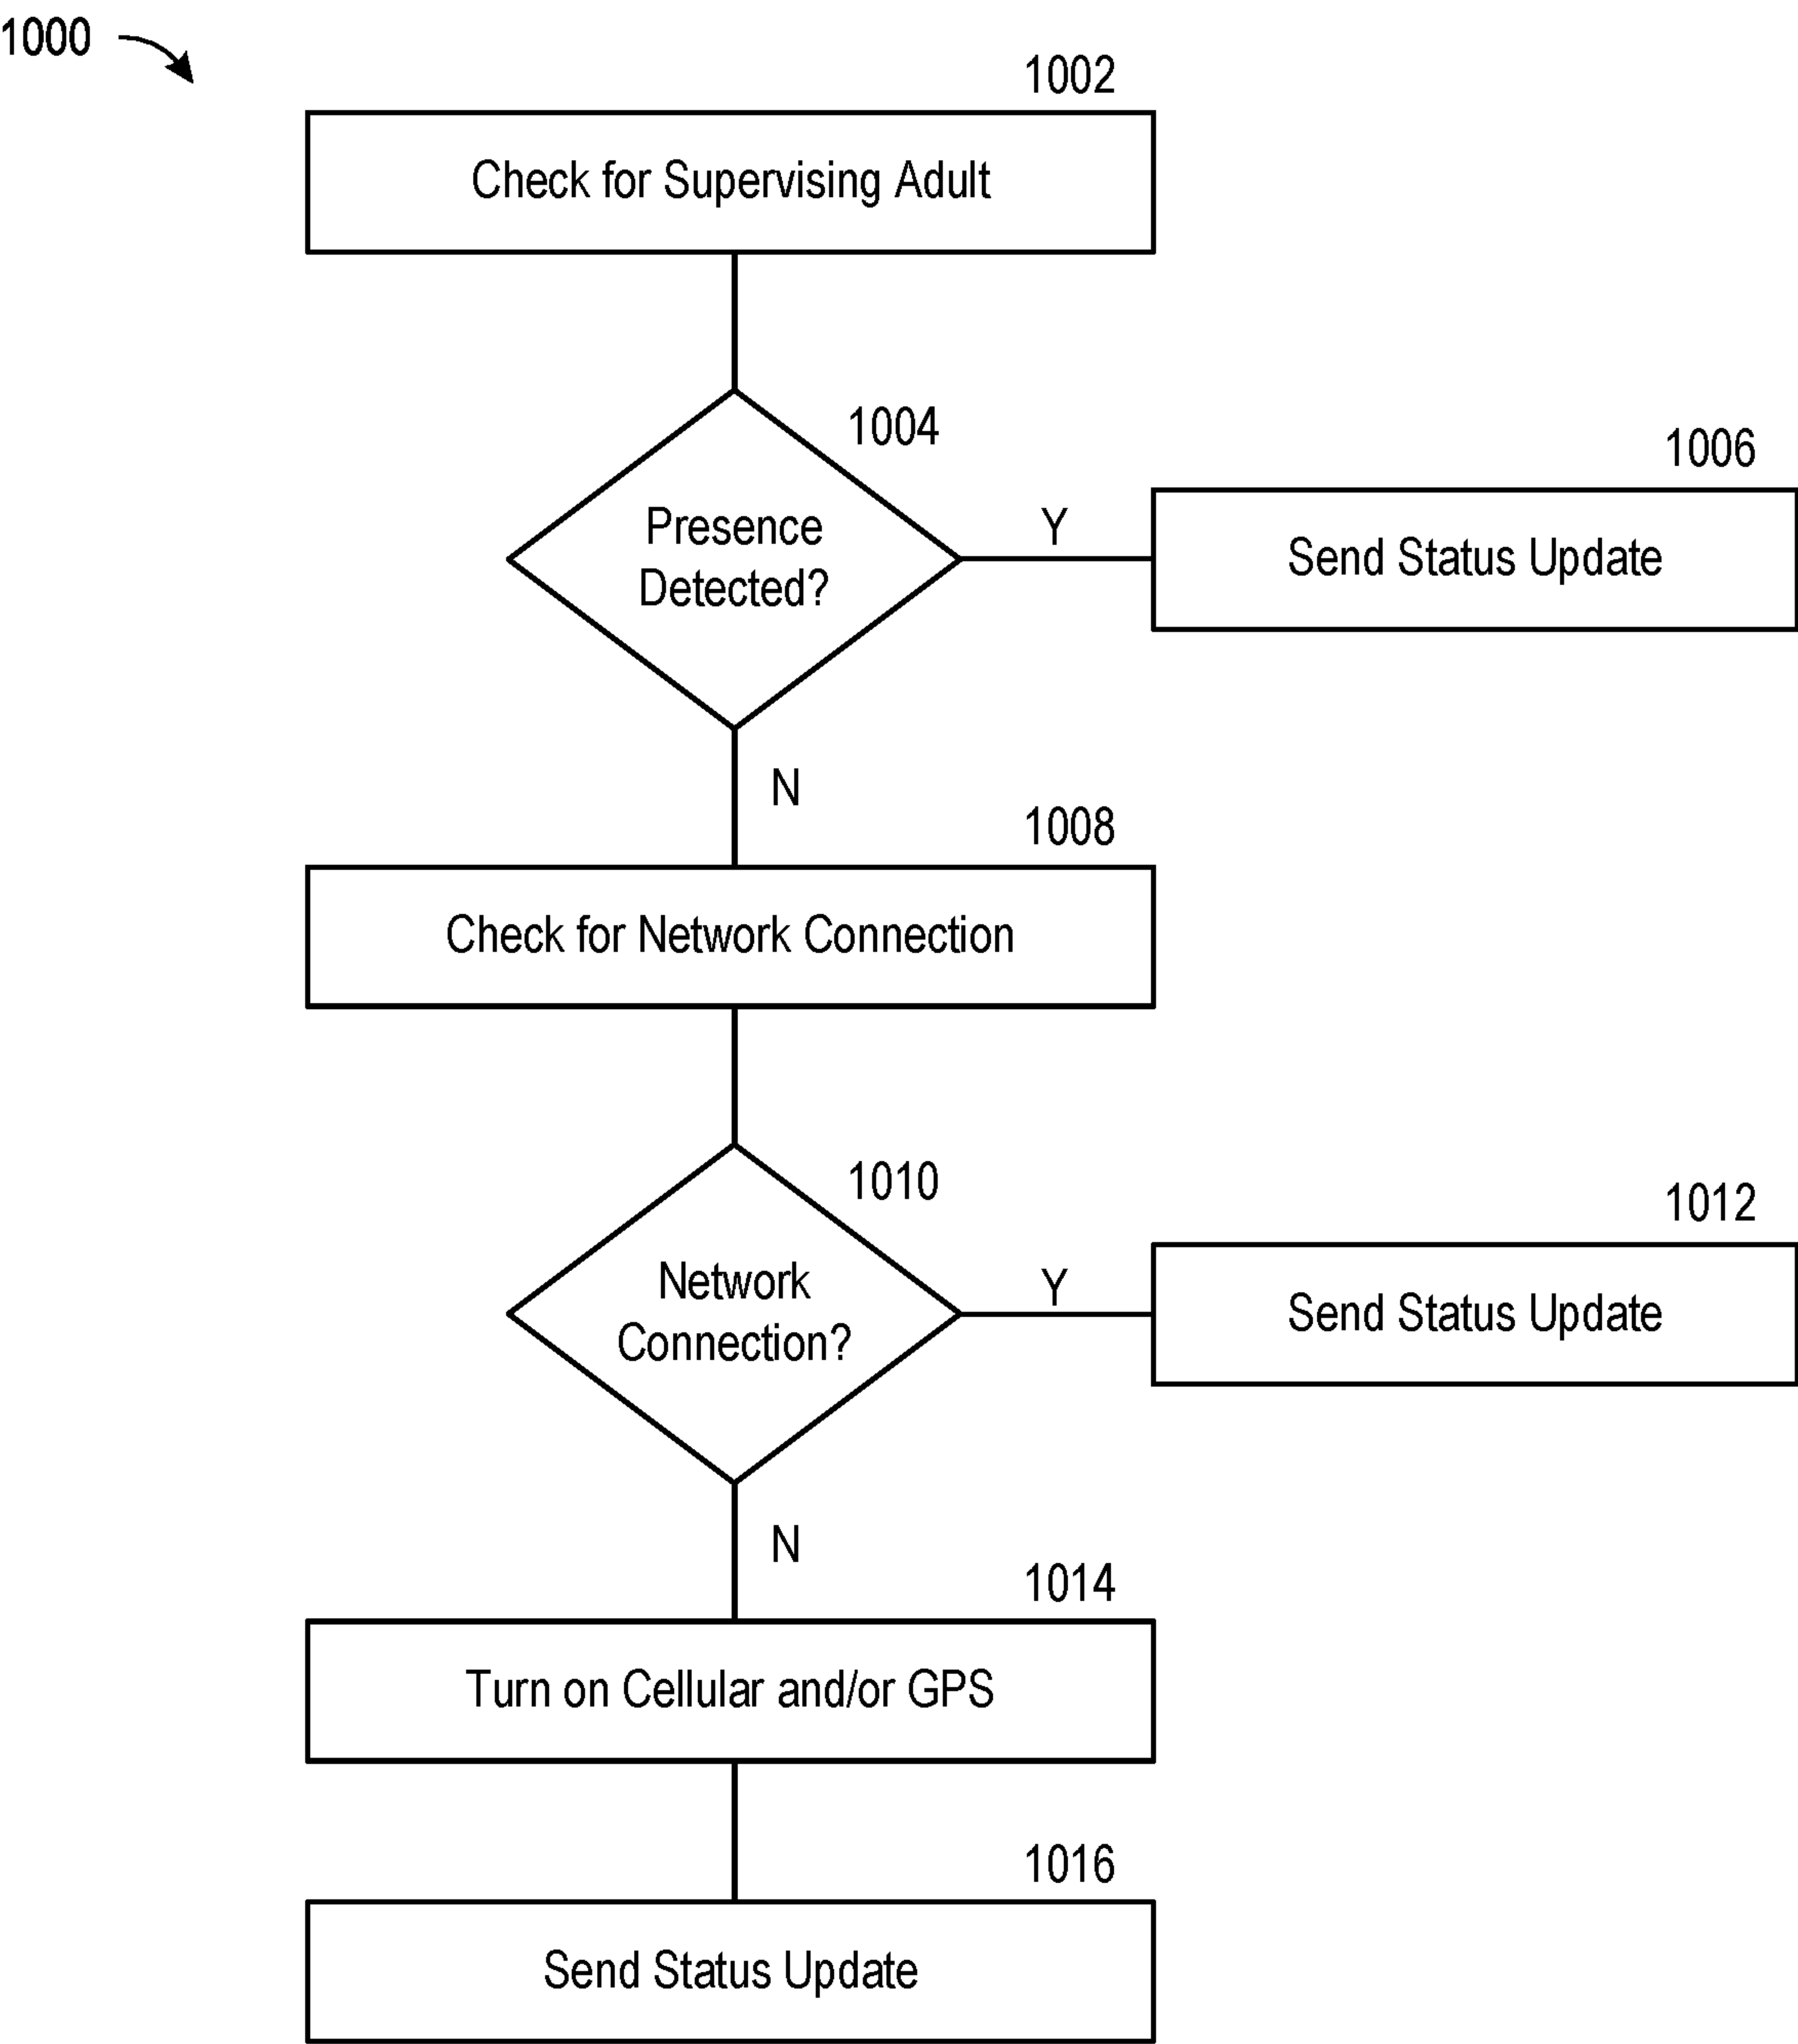 1000
1002
Check for Supervising Adult
1004
Presence
Detected?
Y
1006
Send Status Update
N
1008
Check for Network Connection
1010
Network
Connection?
Y
1012
Send Status Update
N
1014
Turn on Cellular and/or GPS
1016
Send Status Update